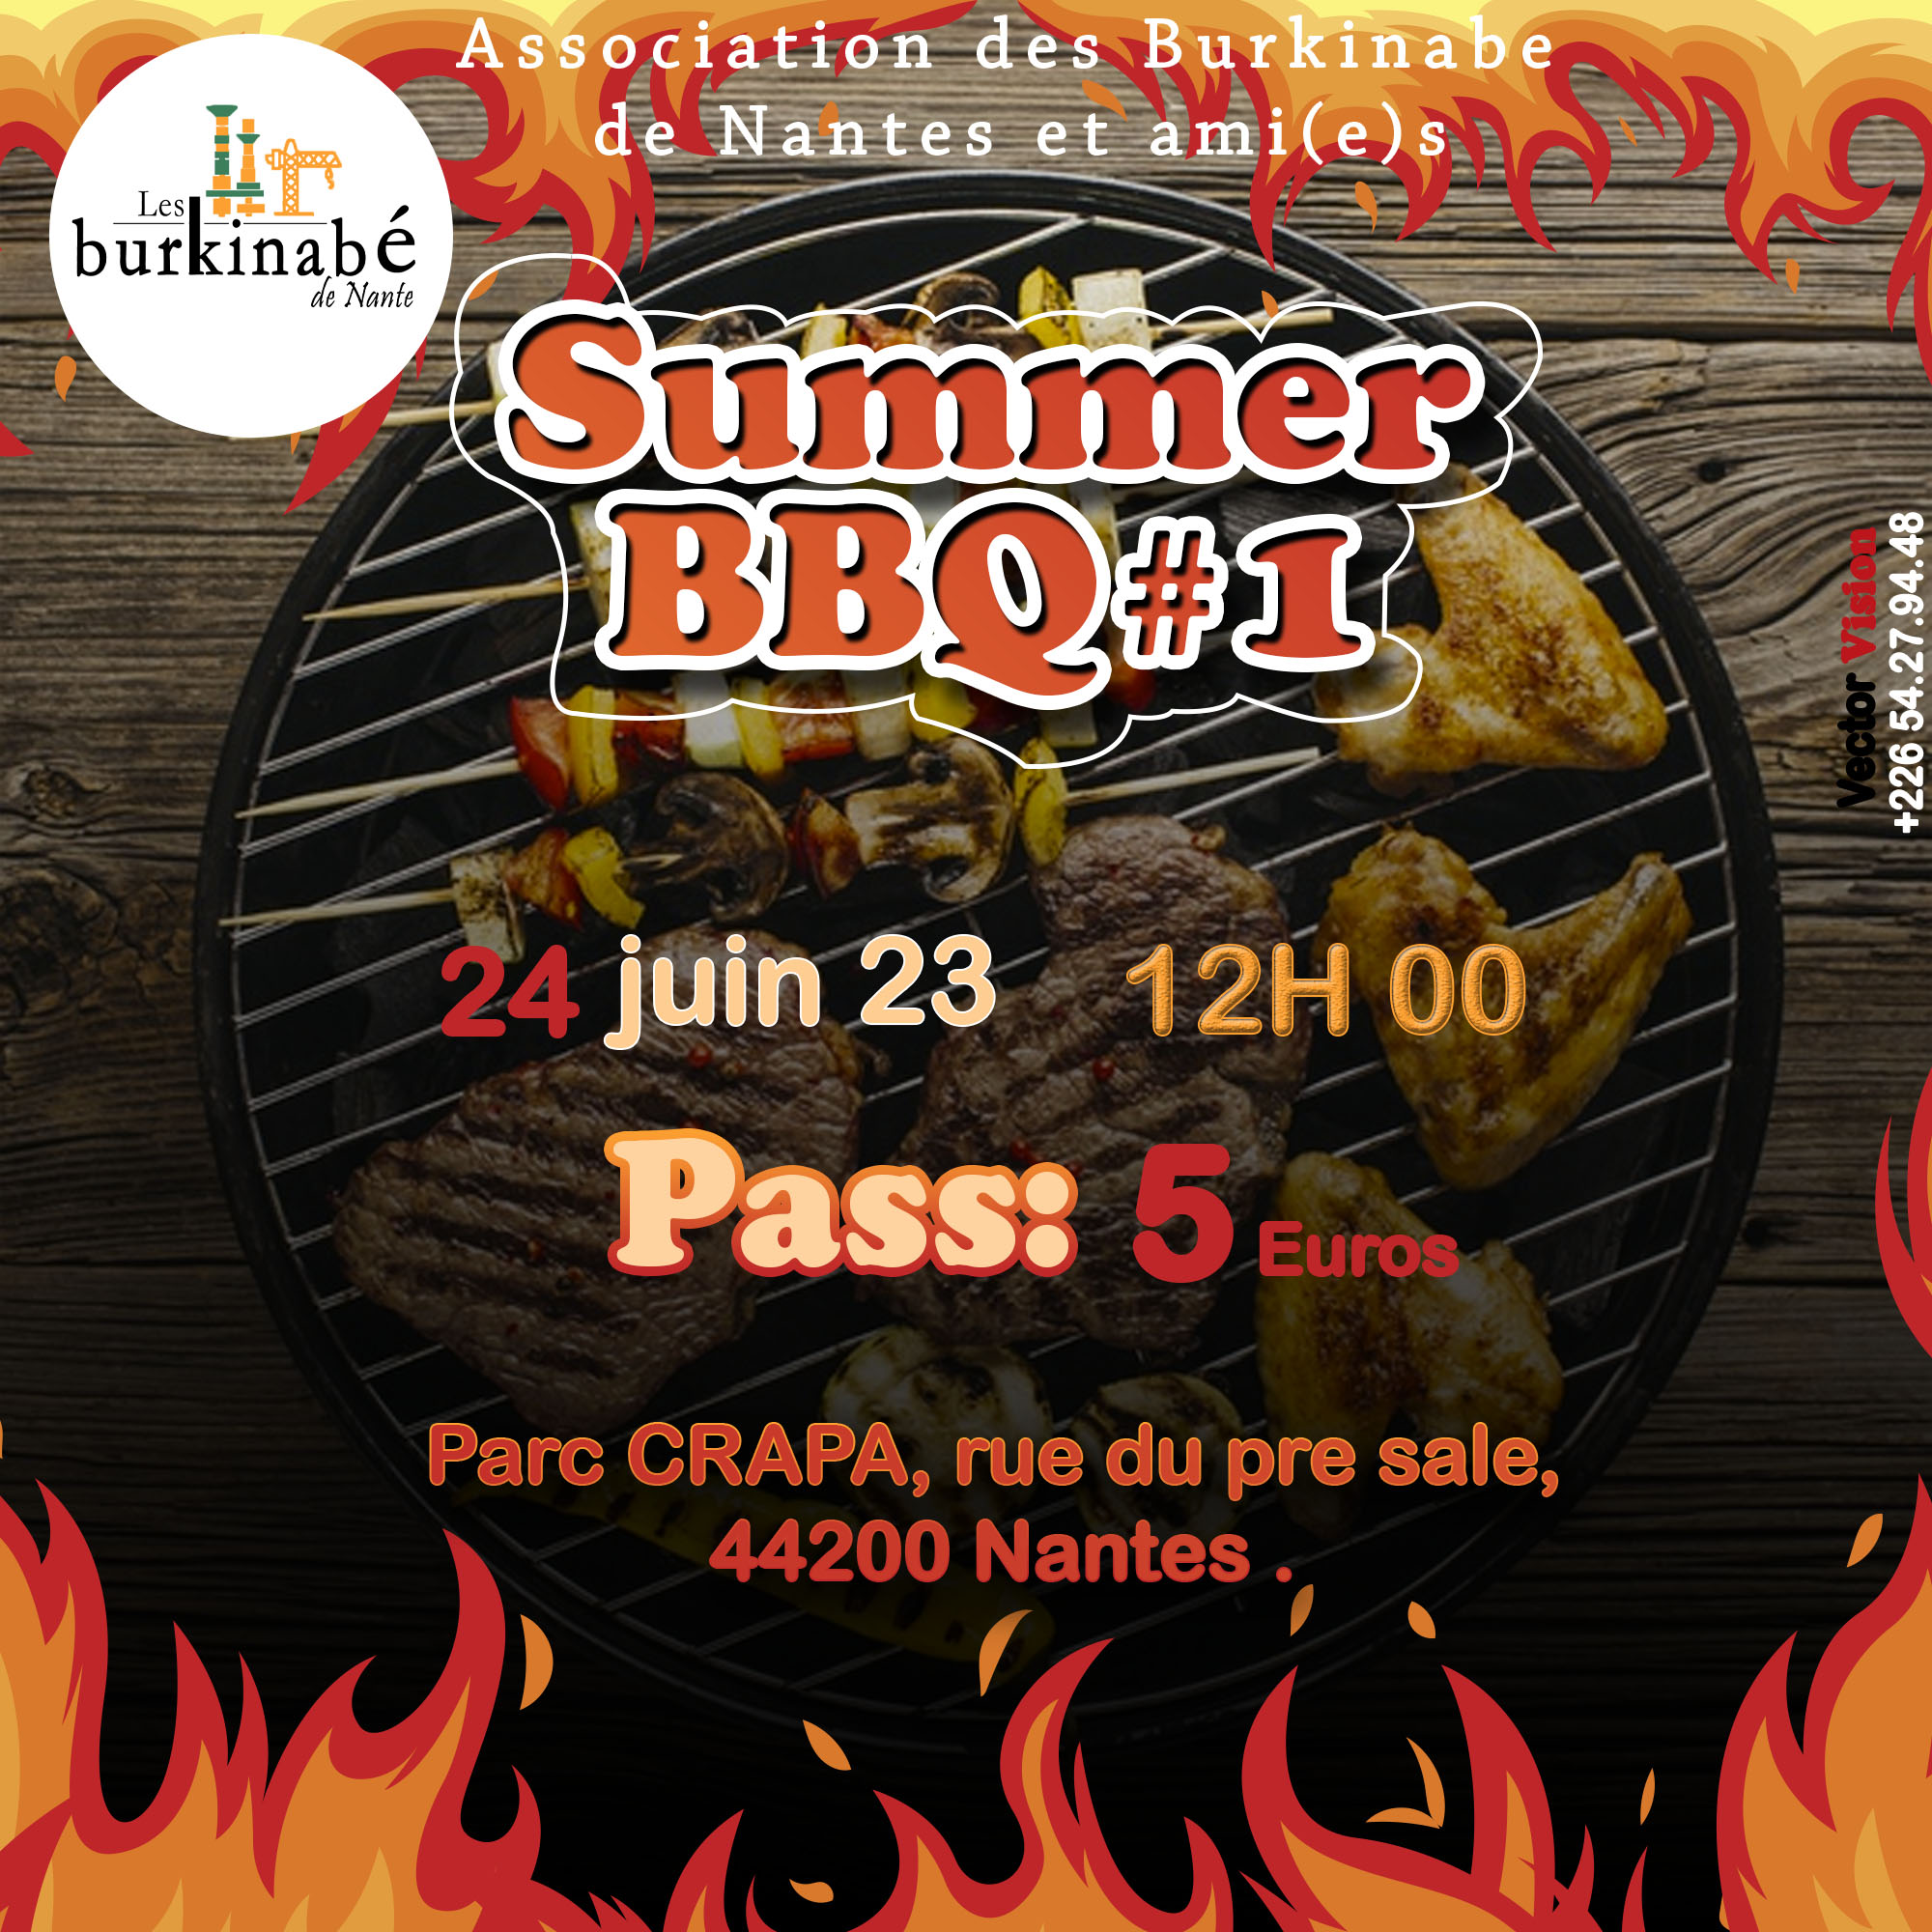 Association des Burkinabe
de Nantes et ami(e)s
Les
burkinabé
de Nante
Summer
BBQ#1
Vector Vision
+226 54.27.94.48
24 juin 23 12H 00
Pass: 5 Euros
Parc CRAPA, rue du pre sale,
44200 Nantes .